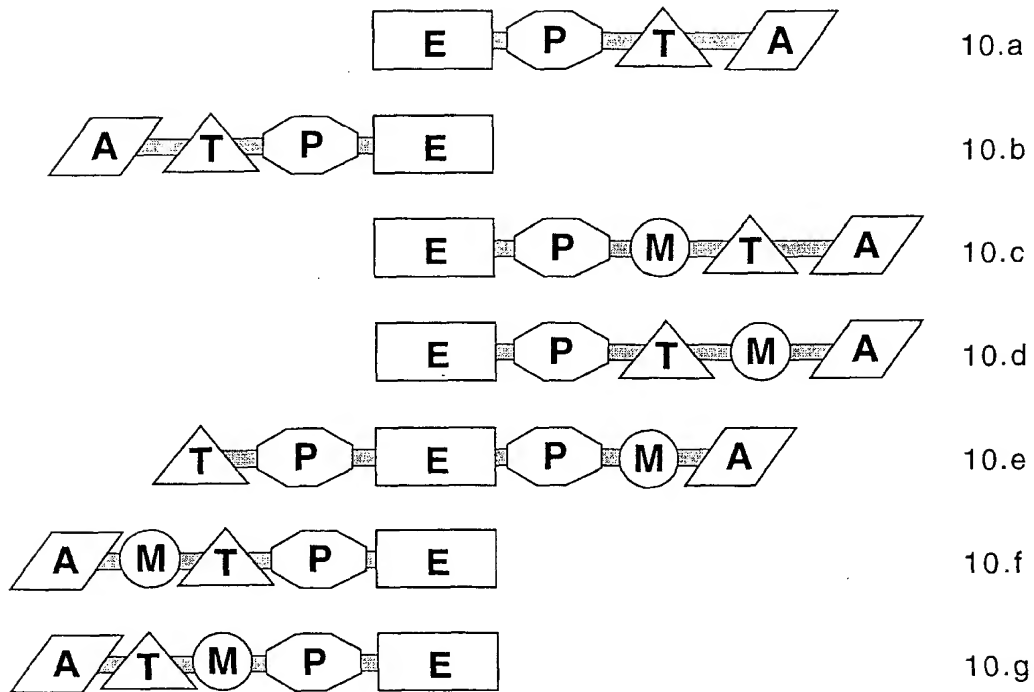 E P T A 10.a
A T P E 10.b
E P M T A 10.c
E P T M A 10.d
T P E P M A 10.e
A M T P E 10.f
A T M P E 10.g